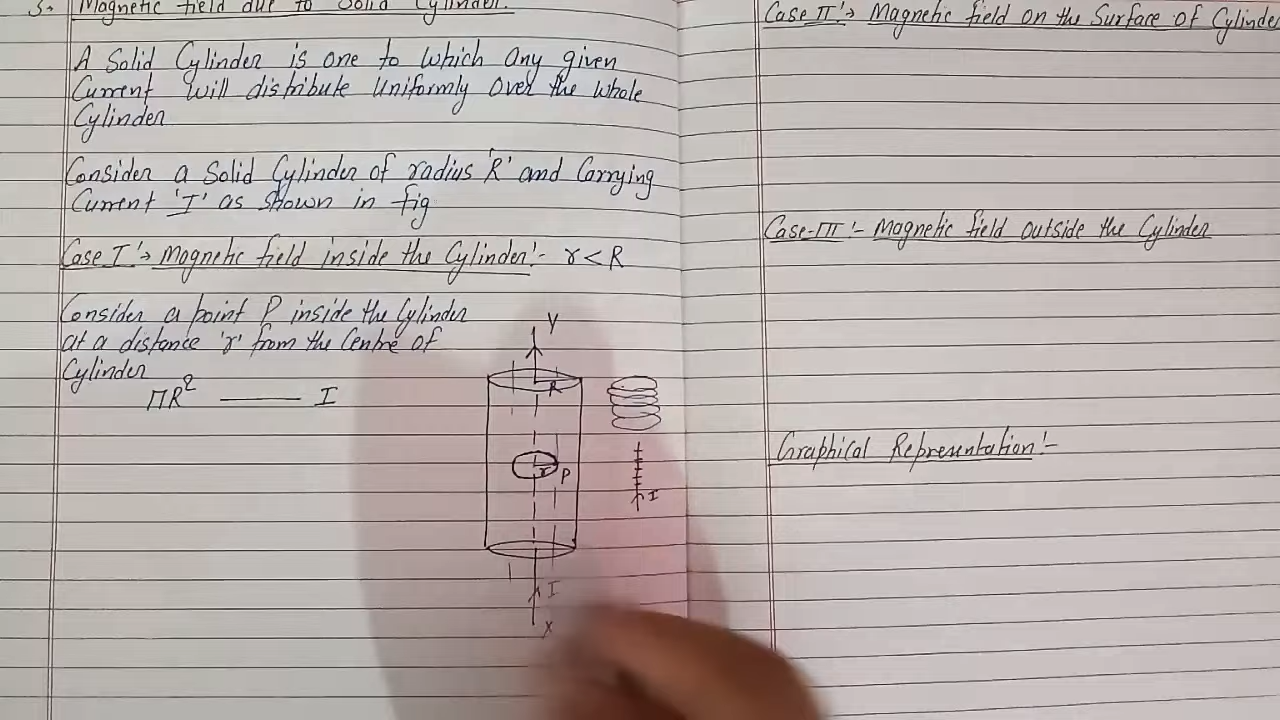 3. Magnetic field due to Solid Cylinder.
A Solid Cylinder is one to which any given
Current will distribute Uniformly Over the Whole
Cylinder
Consider a Solid Cylinder of radius 'R' and Carrying
Current 'I' as Shown in fig
Case I :→ Magnetic field inside the Cylinder!- r<R
Consider a point P inside the Cylinder
at a distance 'r' from the Centre of
Cylinder
ΠR² —— I
Y
R
r P
I
I
X
Case II :→ Magnetic field on the Surface of Cylinde
Case-III :- Magnetic field outside the Cylinder
Graphical Representation!-